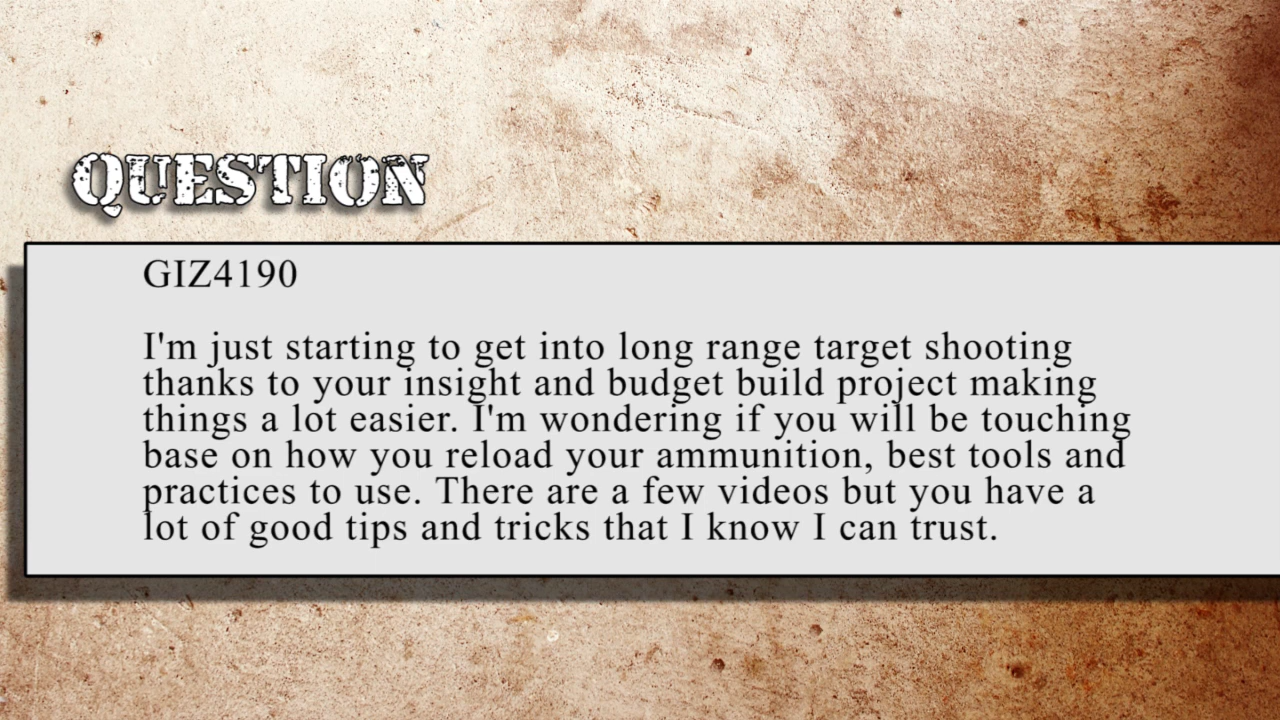 QUESTION
GIZ4190
I'm just starting to get into long range target shooting
thanks to your insight and budget build project making
things a lot easier. I'm wondering if you will be touching
base on how you reload your ammunition, best tools and
practices to use. There are a few videos but you have a
lot of good tips and tricks that I know I can trust.